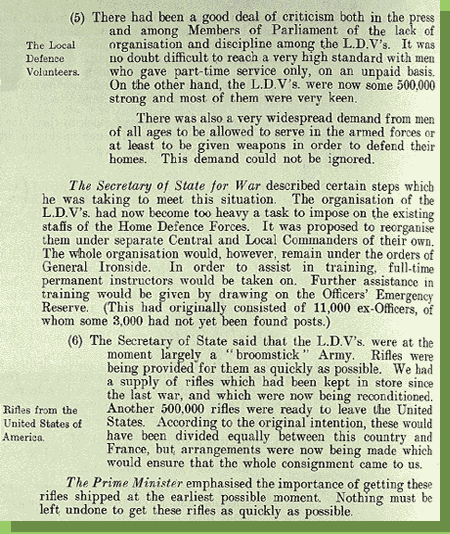 (5) There had been a good deal of criticism both in the press
and among Members of Parliament of the lack of
The Local organisation and discipline among the L.D.V's. It was
Defence no doubt difficult to reach a very high standard with men
Volunteers. who gave part-time service only, on an unpaid basis.
On the other hand, the L.D.V's. were now some 500,000
strong and most of them were very keen.
There was also a very widespread demand from men
of all ages to be allowed to serve in the armed forces or
at least to be given weapons in order to defend their
homes. This demand could not be ignored.
The Secretary of State for War described certain steps which
he was taking to meet this situation. The organisation of the
L.D.V's. had now become too heavy a task to impose on the existing
staffs of the Home Defence Forces. It was proposed to reorganise
them under separate Central and Local Commanders of their own.
The whole organisation would, however, remain under the orders of
General Ironside. In order to assist in training, full-time
permanent instructors would be taken on. Further assistance in
training would be given by drawing on the Officers' Emergency
Reserve. (This had originally consisted of 11,000 ex-Officers, of
whom some 3,000 had not yet been found posts.)
(6) The Secretary of State said that the L.D.V's. were at the
moment largely a "broomstick" Army. Rifles were
being provided for them as quickly as possible. We had
a supply of rifles which had been kept in store since
the last war, and which were now being reconditioned.
Rifles from the Another 500,000 rifles were ready to leave the United
United States of States. According to the original intention, these would
America. have been divided equally between this country and
France, but arrangements were now being made which
would ensure that the whole consignment came to us.
The Prime Minister emphasised the importance of getting these
rifles shipped at the earliest possible moment. Nothing must be
left undone to get these rifles as quickly as possible.